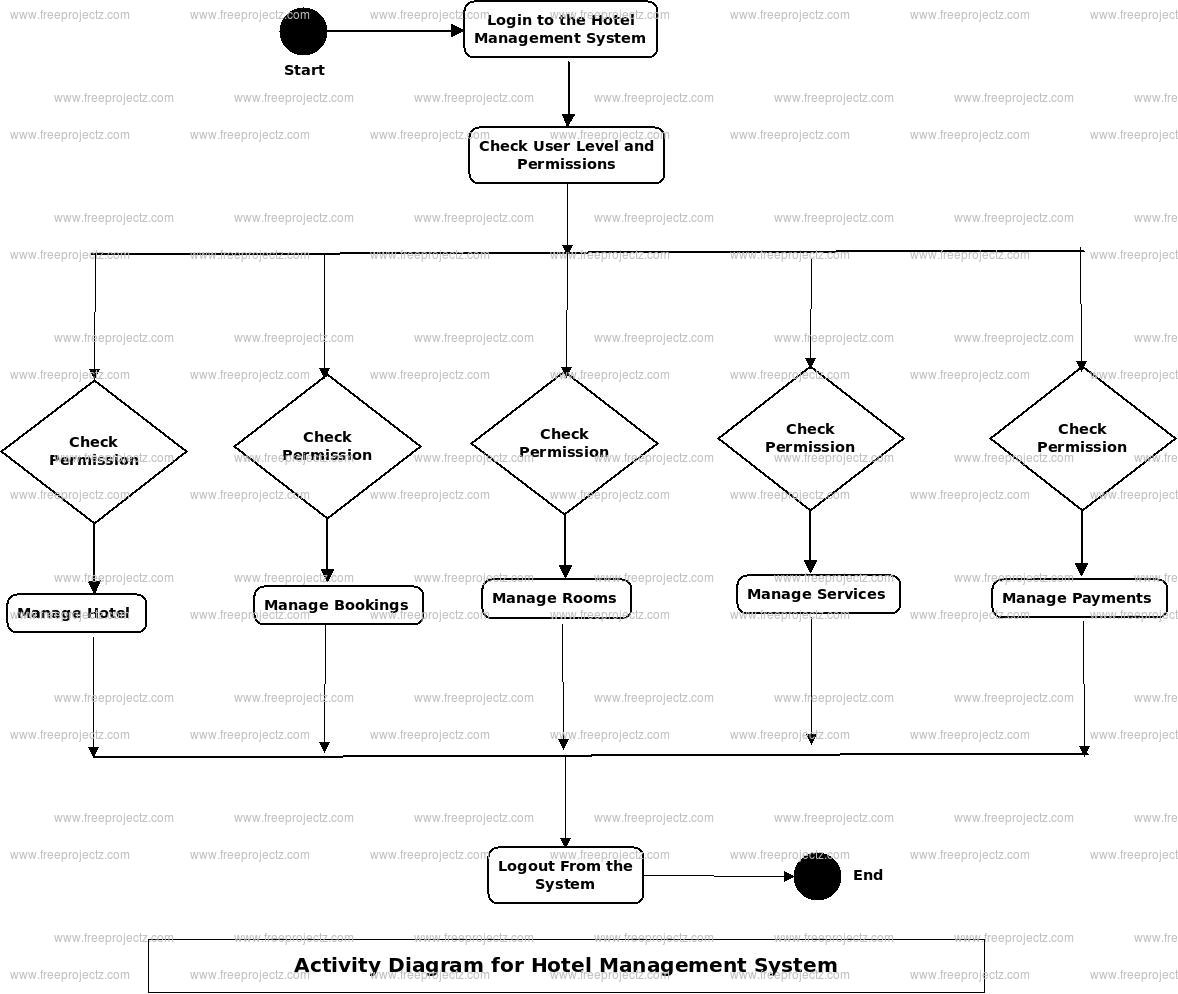 Login to the Hotel
Management System
Start
Check User Level and
Permissions
Check
Permission
Check
Permission
Check
Permission
Check
Permission
Check
Permission
Manage Hotel
Manage Bookings
Manage Rooms
Manage Services
Manage Payments
Logout From the
System
End
Activity Diagram for Hotel Management System
www.freeprojectz.com